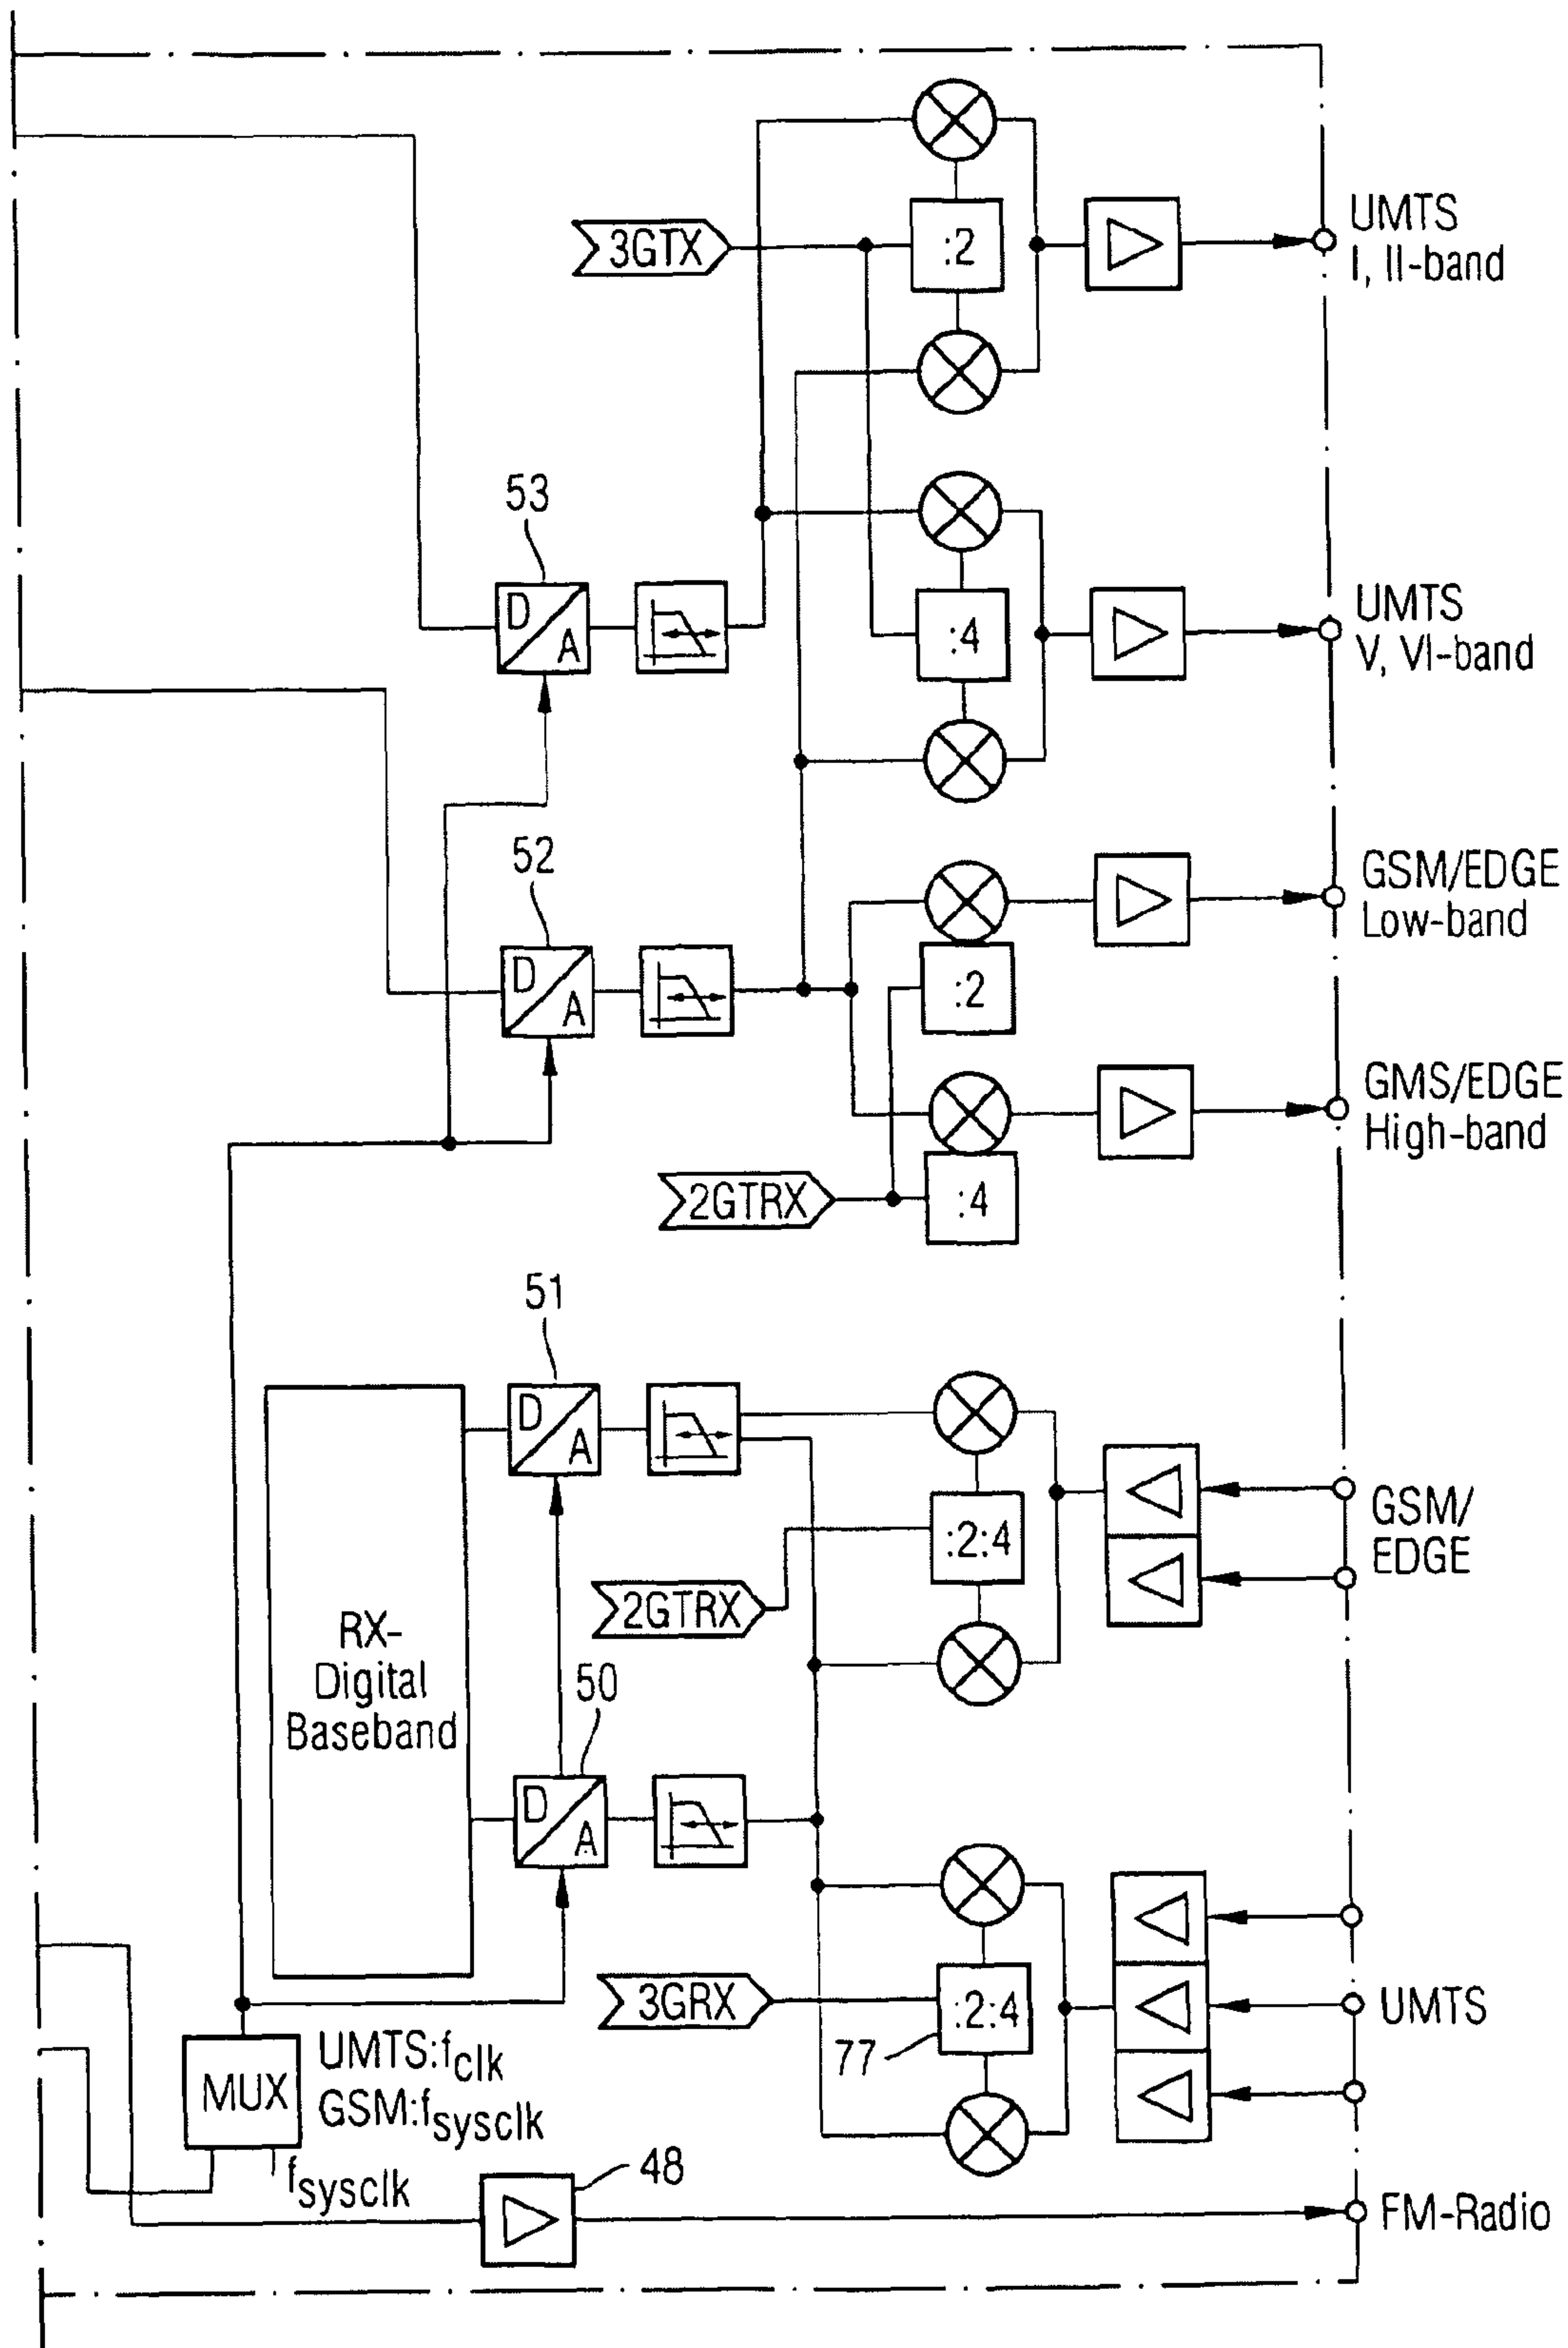 UMTS
I, II-band
3GTX
:2
53
D
A
:4
UMTS
V, VI-band
52
D
A
GSM/EDGE
Low-band
:2
GMS/EDGE
High-band
2GTRX
:4
51
D
A
:2:4
GSM/
EDGE
2GTRX
RX-
Digital
Baseband
50
D
A
3GRX
:2:4
77
UMTS
MUX
UMTS:fclk
GSM:fsysclk
fsysclk
48
FM-Radio